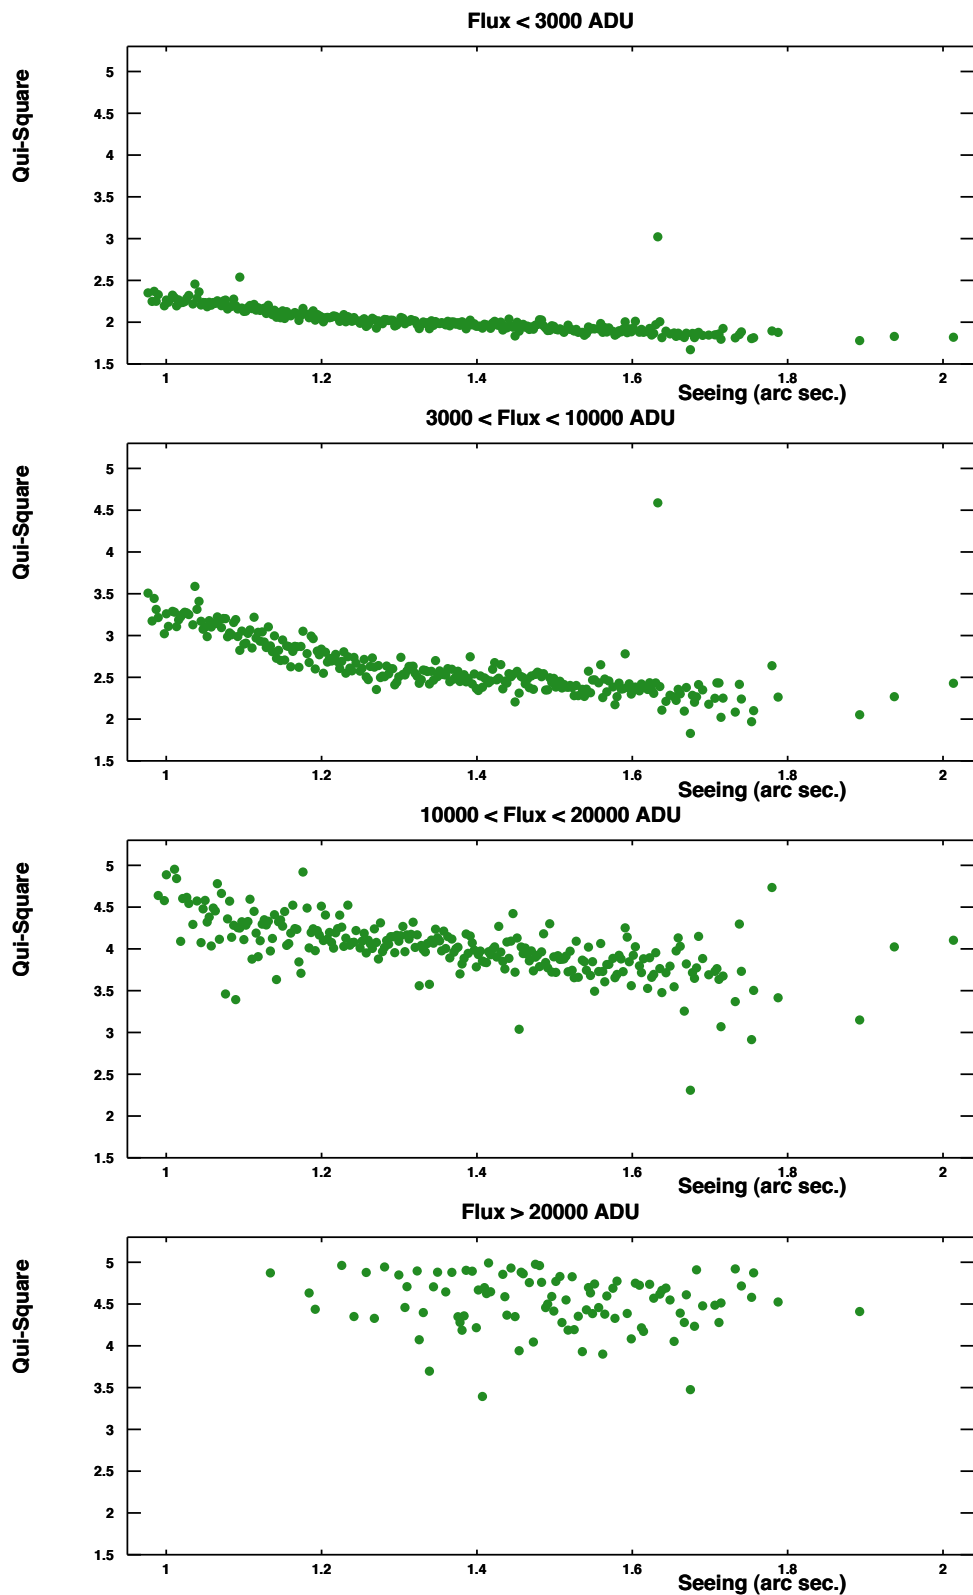 Flux < 3000 ADU
Qui-Square
5
4.5
4
3.5
3
2.5
2
1.5
1 1.2 1.4 1.6 1.8 2
Seeing (arc sec.)
3000 < Flux < 10000 ADU
Qui-Square
5
4.5
4
3.5
3
2.5
2
1.5
1 1.2 1.4 1.6 1.8 2
Seeing (arc sec.)
10000 < Flux < 20000 ADU
Qui-Square
5
4.5
4
3.5
3
2.5
2
1.5
1 1.2 1.4 1.6 1.8 2
Seeing (arc sec.)
Flux > 20000 ADU
Qui-Square
5
4.5
4
3.5
3
2.5
2
1.5
1 1.2 1.4 1.6 1.8 2
Seeing (arc sec.)